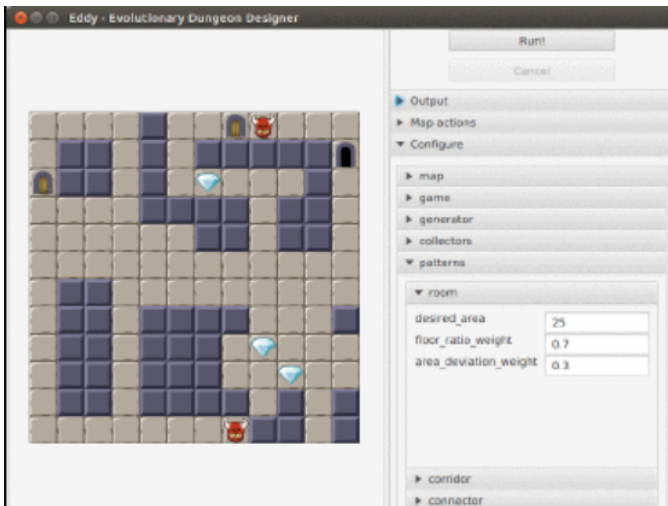 Eddy - Evolutionary Dungeon Designer
Run!
Cancel
Output
Map actions
Configure
map
game
generator
collectors
patterns
room
desired_area 25
floor_ratio_weight 0.7
area_deviation_weight 0.3
corridor
connector